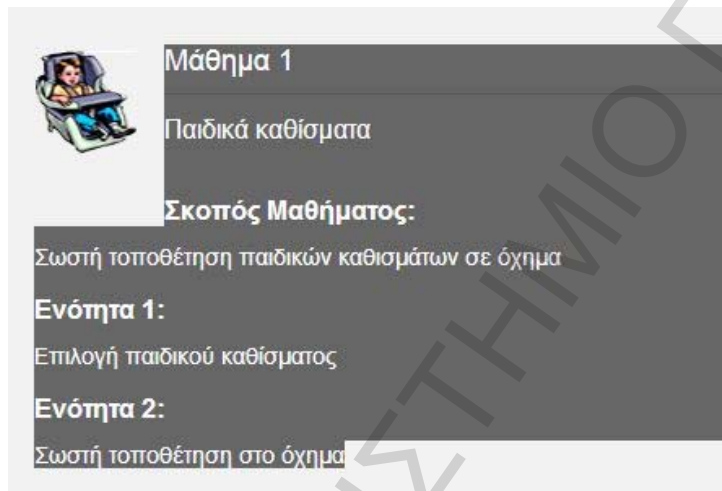 Μάθημα 1
Παιδικά καθίσματα
Σκοπός Μαθήματος:
Σωστή τοποθέτηση παιδικών καθισμάτων σε όχημα
Ενότητα 1:
Επιλογή παιδικού καθίσματος
Ενότητα 2:
Σωστή τοποθέτηση στο όχημα